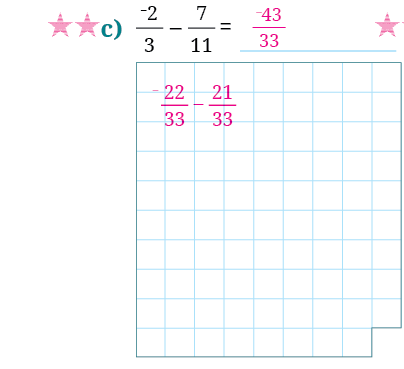 c) ⁻2/3 − 7/11 = ⁻43/33
⁻22/33 − 21/33